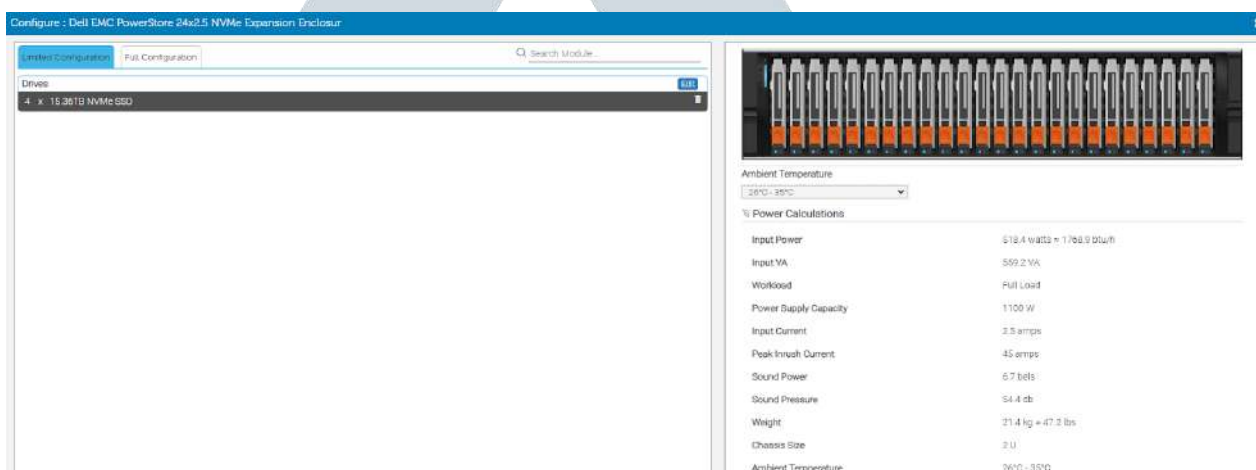 Configure : Dell EMC PowerStore 24x2.5 NVMe Expansion Enclosur
Limited Configuration Full Configuration
Search Module...
Drives
4 x 15.36TB NVMe SSD
Ambient Temperature
26°C - 35°C
Power Calculations
Input Power 518.4 watts = 1768.9 btu/h
Input VA 559.2 VA
Workload Full Load
Power Supply Capacity 1100 W
Input Current 2.5 amps
Peak Inrush Current 45 amps
Sound Power 6.7 bels
Sound Pressure 54.4 db
Weight 21.4 kg = 47.2 lbs
Chassis Size 2 U
Ambient Temperature 26°C - 35°C